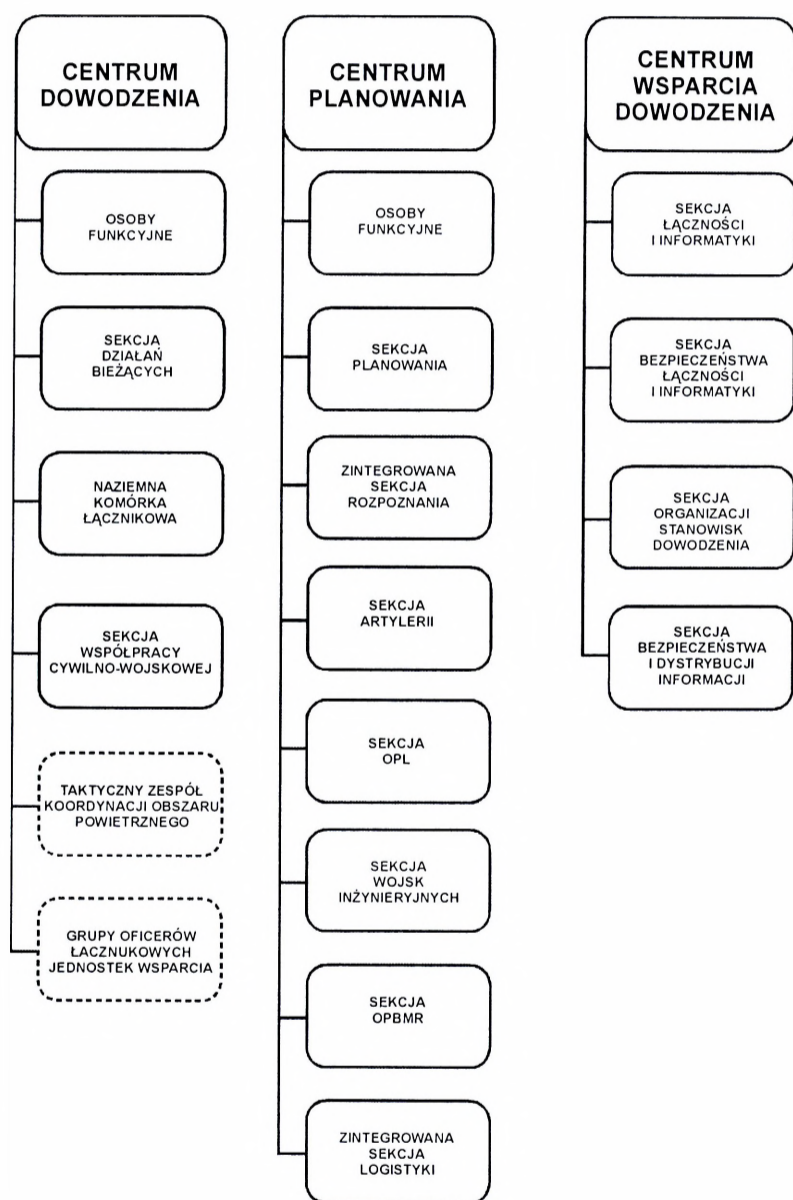 CENTRUM
DOWODZENIA
OSOBY
FUNKCYJNE
SEKCJA
DZIAŁAŃ
BIEŻĄCYCH
NAZIEMNA
KOMÓRKA
ŁĄCZNIKOWA
SEKCJA
WSPÓŁPRACY
CYWILNO-WOJSKOWEJ
TAKTYCZNY ZESPÓŁ
KOORDYNACJI OBSZARU
POWIETRZNEGO
GRUPY OFICERÓW
ŁACZNUKOWYCH
JEDNOSTEK WSPARCIA
CENTRUM
PLANOWANIA
OSOBY
FUNKCYJNE
SEKCJA
PLANOWANIA
ZINTEGROWANA
SEKCJA
ROZPOZNANIA
SEKCJA
ARTYLERII
SEKCJA
OPL
SEKCJA
WOJSK
INŻYNIERYJNYCH
SEKCJA
OPBMR
ZINTEGROWANA
SEKCJA
LOGISTYKI
CENTRUM
WSPARCIA
DOWODZENIA
SEKCJA
ŁĄCZNOŚCI
I INFORMATYKI
SEKCJA
BEZPIECZEŃSTWA
ŁĄCZNOŚCI
I INFORMATYKI
SEKCJA
ORGANIZACJI
STANOWISK
DOWODZENIA
SEKCJA
BEZPIECZEŃSTWA
I DYSTRYBUCJI
INFORMACJI